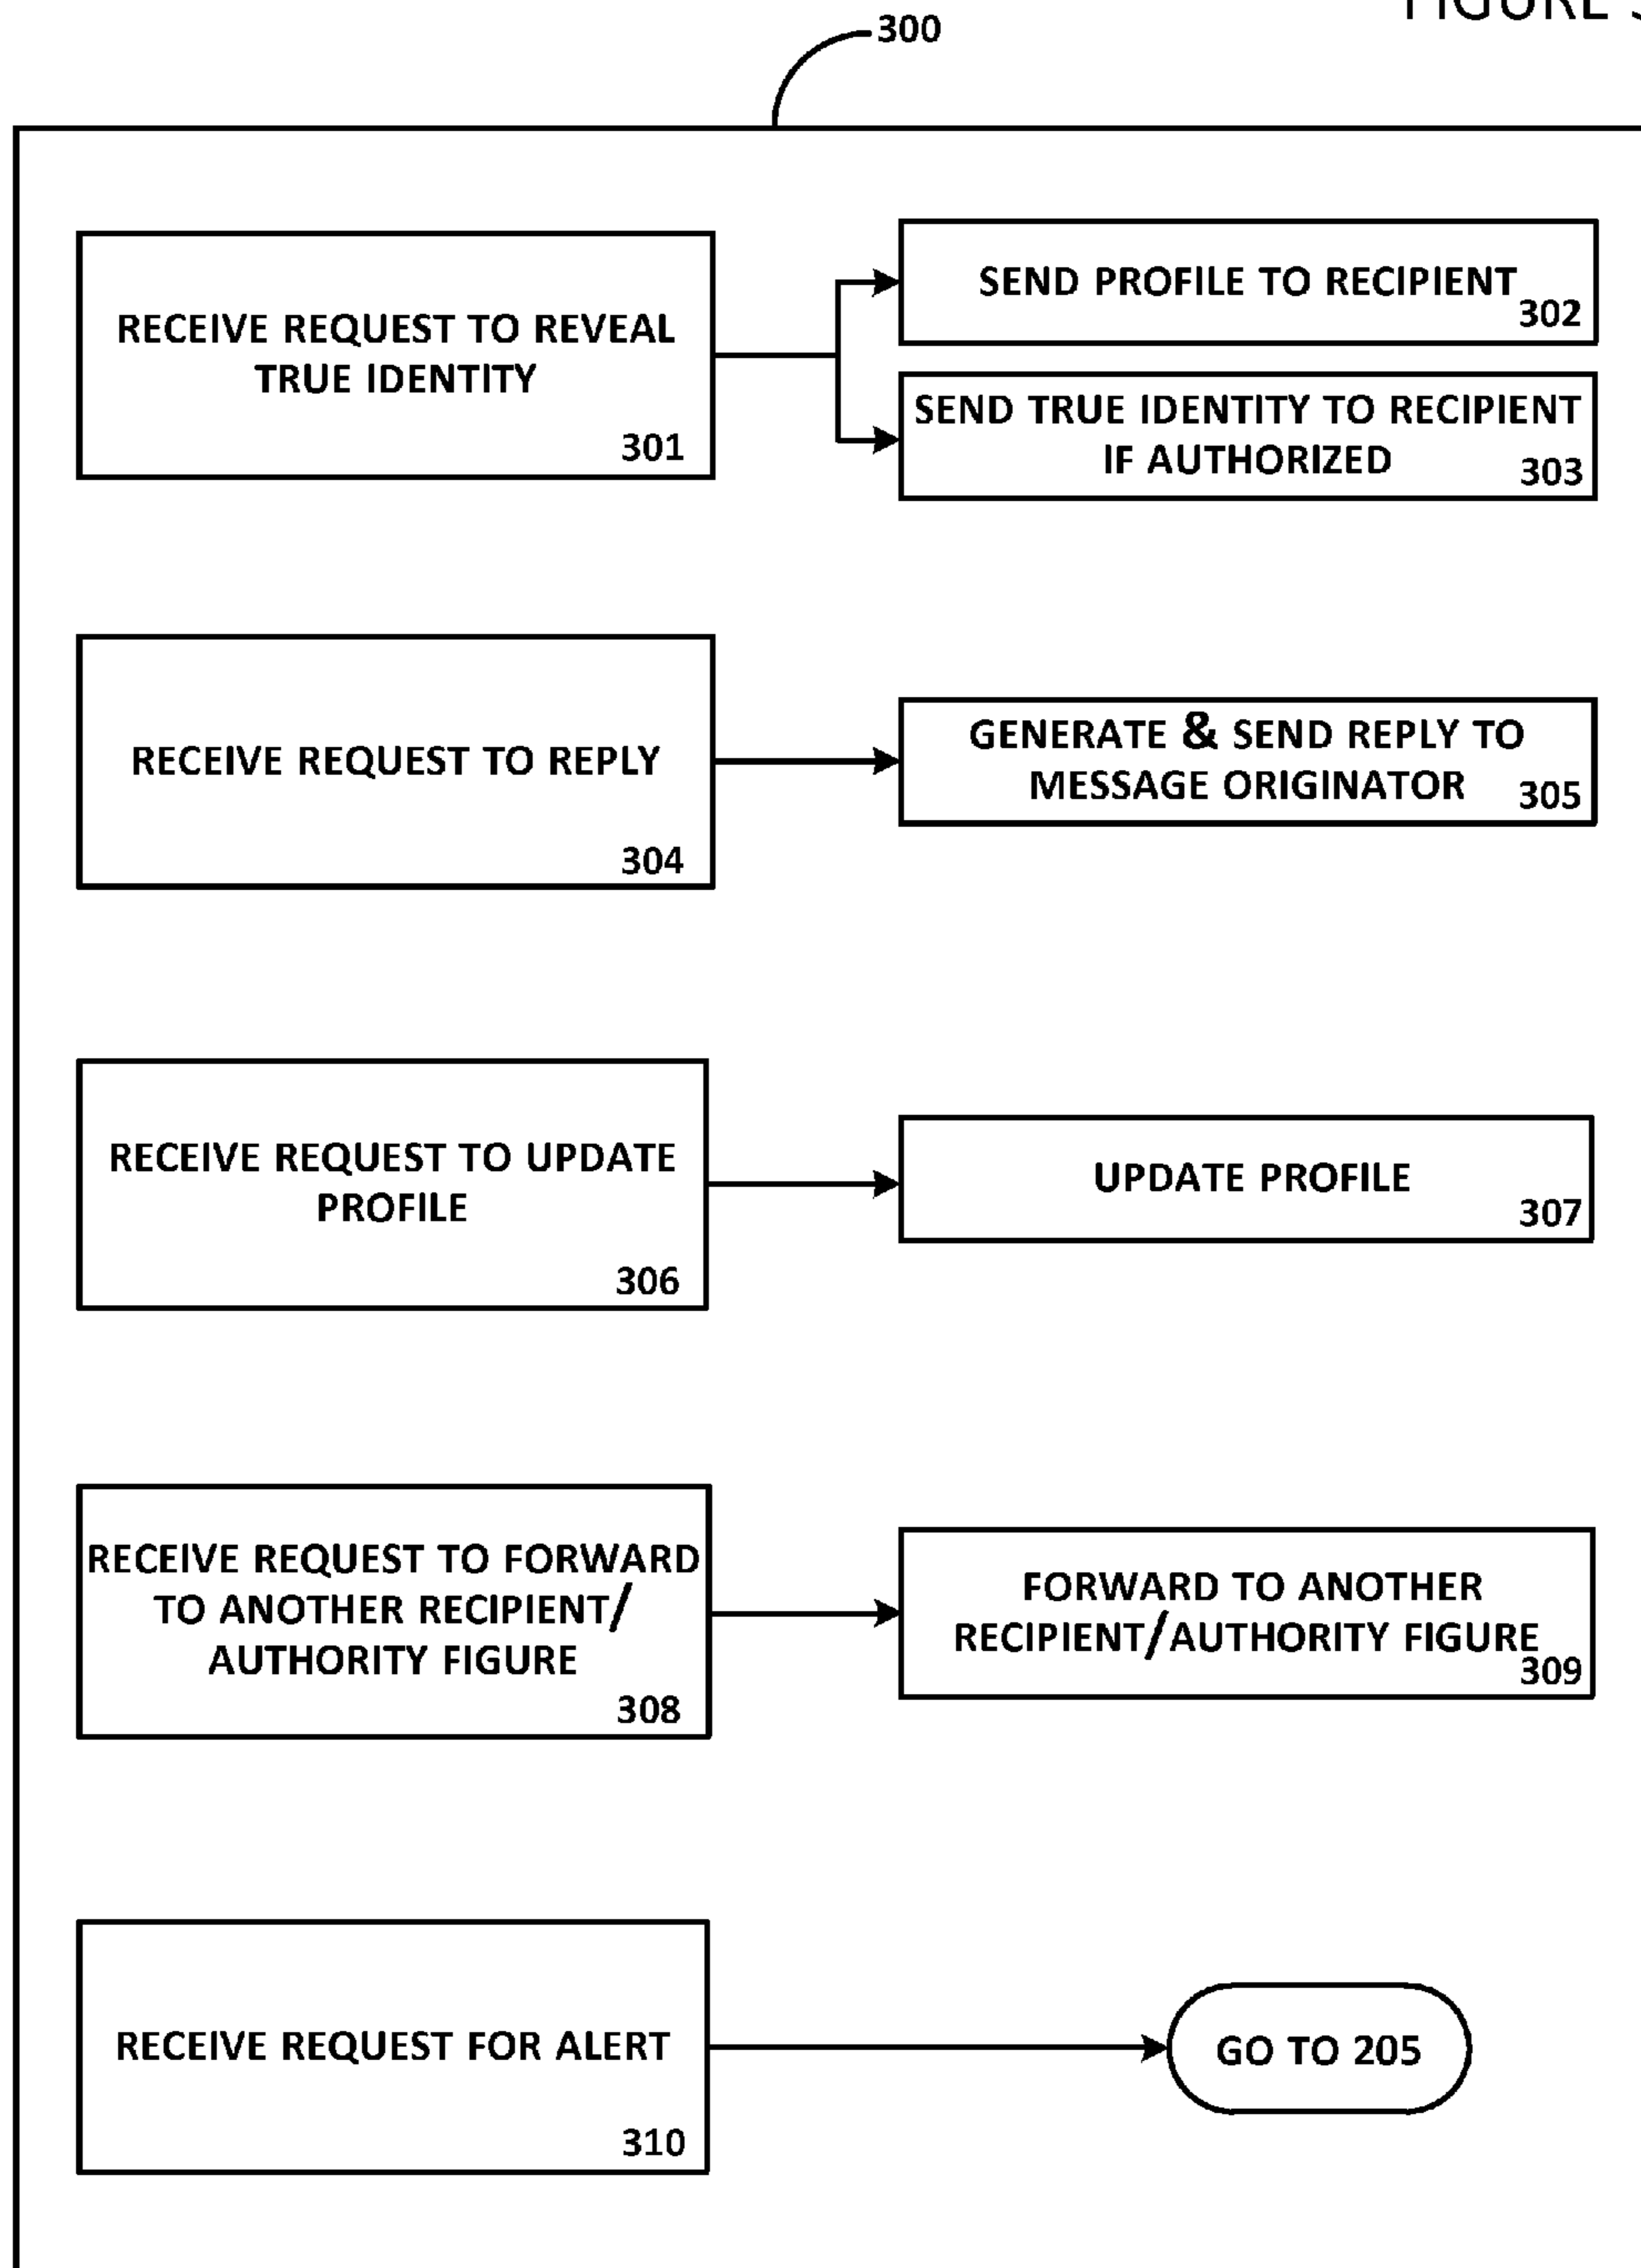 FIGURE 3
300
RECEIVE REQUEST TO REVEAL
TRUE IDENTITY
301
SEND PROFILE TO RECIPIENT
302
SEND TRUE IDENTITY TO RECIPIENT
IF AUTHORIZED
303
RECEIVE REQUEST TO REPLY
304
GENERATE & SEND REPLY TO
MESSAGE ORIGINATOR
305
RECEIVE REQUEST TO UPDATE
PROFILE
306
UPDATE PROFILE
307
RECEIVE REQUEST TO FORWARD
TO ANOTHER RECIPIENT/
AUTHORITY FIGURE
308
FORWARD TO ANOTHER
RECIPIENT/AUTHORITY FIGURE
309
RECEIVE REQUEST FOR ALERT
310
GO TO 205